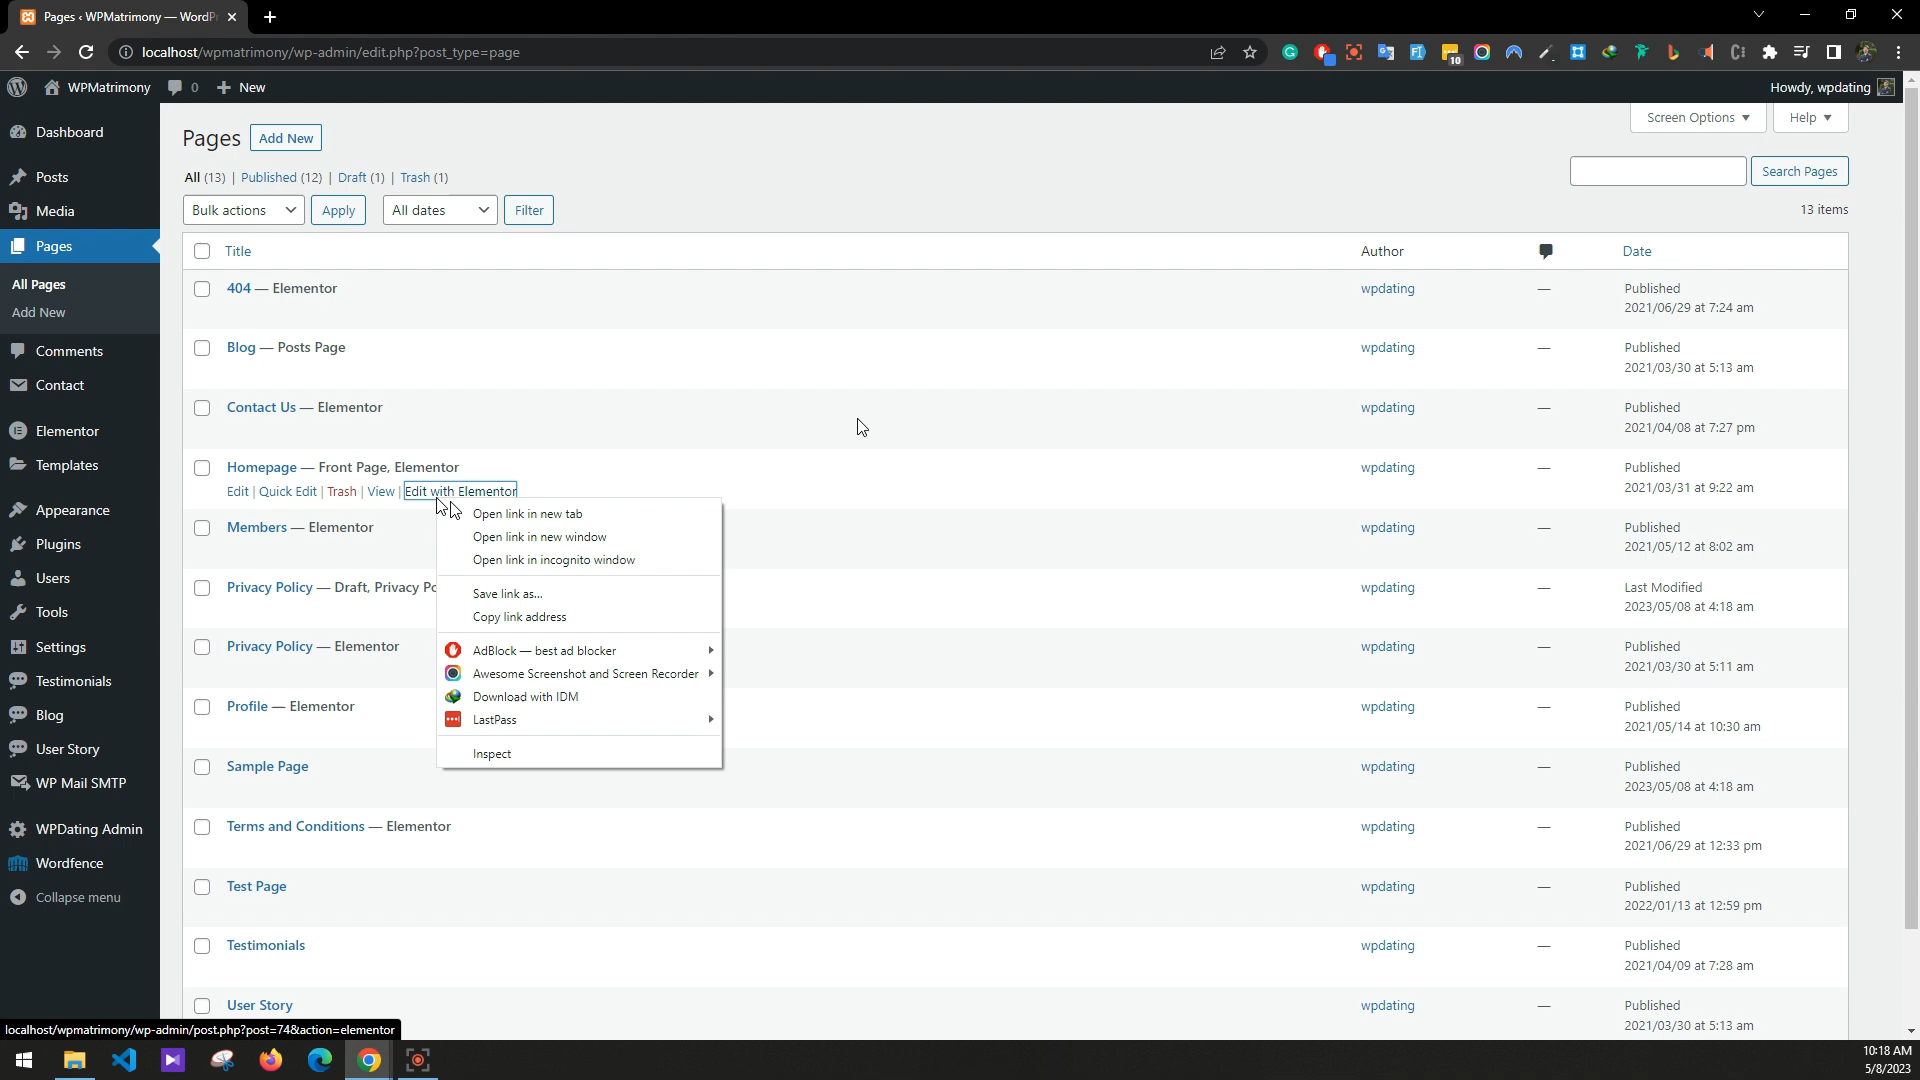 Pages ‹ WPMatrimony — WordPr
localhost/wpmatrimony/wp-admin/edit.php?post_type=page
10
WPMatrimony 0 New
Howdy, wpdating
Dashboard
Posts
Media
Pages
All Pages
Add New
Comments
Contact
Elementor
Templates
Appearance
Plugins
Users
Tools
Settings
Testimonials
Blog
User Story
WP Mail SMTP
WPDating Admin
Wordfence
Collapse menu
Screen Options Help
Pages Add New
All (13) | Published (12) | Draft (1) | Trash (1)
Search Pages
Bulk actions Apply All dates Filter
13 items
Title Author Date
404 — Elementor wpdating — Published
2021/06/29 at 7:24 am
Blog — Posts Page wpdating — Published
2021/03/30 at 5:13 am
Contact Us — Elementor wpdating — Published
2021/04/08 at 7:27 pm
Homepage — Front Page, Elementor wpdating — Published
Edit | Quick Edit | Trash | View | Edit with Elementor 2021/03/31 at 9:22 am
Members — Elementor wpdating — Published
2021/05/12 at 8:02 am
Privacy Policy — Draft, Privacy Po wpdating — Last Modified
2023/05/08 at 4:18 am
Privacy Policy — Elementor wpdating — Published
2021/03/30 at 5:11 am
Profile — Elementor wpdating — Published
2021/05/14 at 10:30 am
Sample Page wpdating — Published
2023/05/08 at 4:18 am
Terms and Conditions — Elementor wpdating — Published
2021/06/29 at 12:33 pm
Test Page wpdating — Published
2022/01/13 at 12:59 pm
Testimonials wpdating — Published
2021/04/09 at 7:28 am
User Story wpdating — Published
2021/03/30 at 5:13 am
Open link in new tab
Open link in new window
Open link in incognito window
Save link as...
Copy link address
AdBlock — best ad blocker
Awesome Screenshot and Screen Recorder
Download with IDM
LastPass
Inspect
localhost/wpmatrimony/wp-admin/post.php?post=74&action=elementor
10:18 AM
5/8/2023